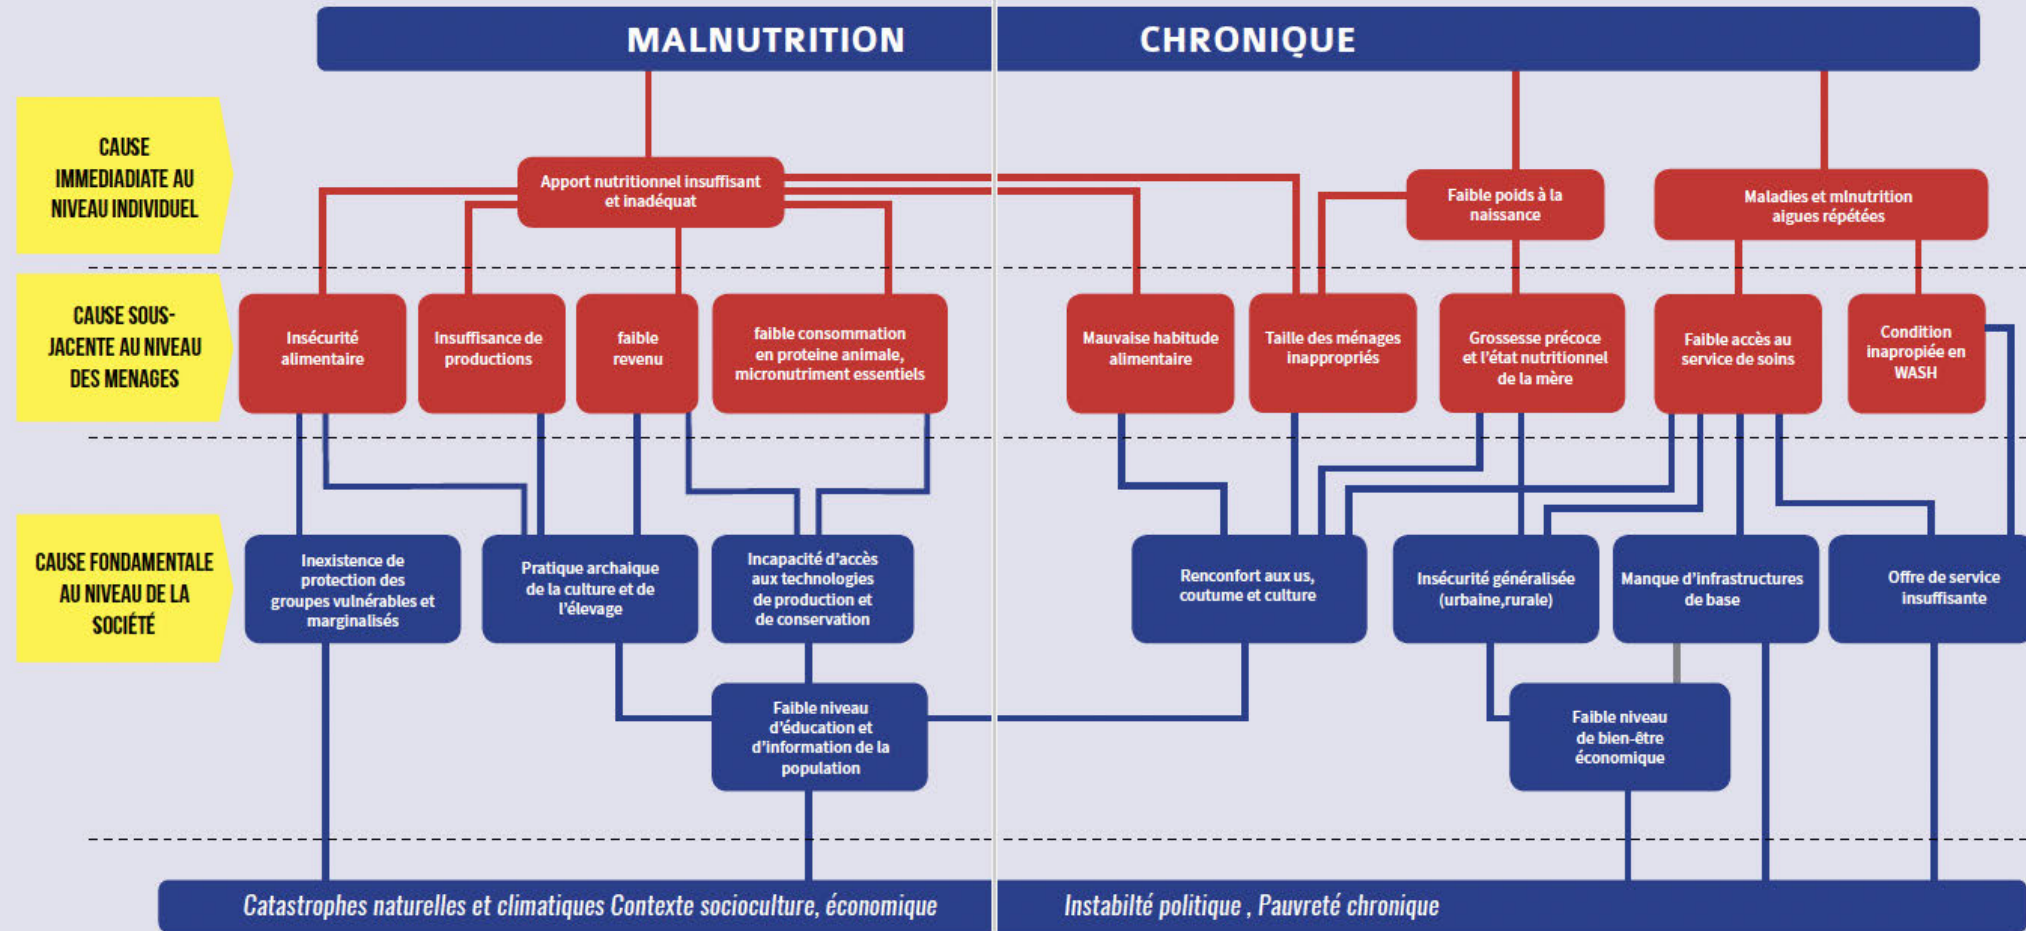 MALNUTRITION CHRONIQUE
CAUSE
IMMEDIADIATE AU
NIVEAU INDIVIDUEL
Apport nutritionnel insuffisant
et inadéquat
Faible poids à la
naissance
Maladies et mlnutrition
aigues répétées
CAUSE SOUS-
JACENTE AU NIVEAU
DES MENAGES
Insécurité
alimentaire
Insuffisance de
productions
faible
revenu
faible consommation
en proteine animale,
micronutriment essentiels
Mauvaise habitude
alimentaire
Taille des ménages
inappropriés
Grossesse précoce
et l'état nutritionnel
de la mère
Faible accès au
service de soins
Condition
inapropiée en
WASH
CAUSE FONDAMENTALE
AU NIVEAU DE LA
SOCIÉTÉ
Inexistence de
protection des
groupes vulnérables et
marginalisés
Pratique archaique
de la culture et de
l'élevage
Incapacité d'accès
aux technologies
de production et
de conservation
Renconfort aux us,
coutume et culture
Insécurité généralisée
(urbaine,rurale)
Manque d'infrastructures
de base
Offre de service
insuffisante
Faible niveau
d'éducation et
d'information de la
population
Faible niveau
de bien-être
économique
Catastrophes naturelles et climatiques Contexte socioculture, économique
Instabilté politique , Pauvreté chronique